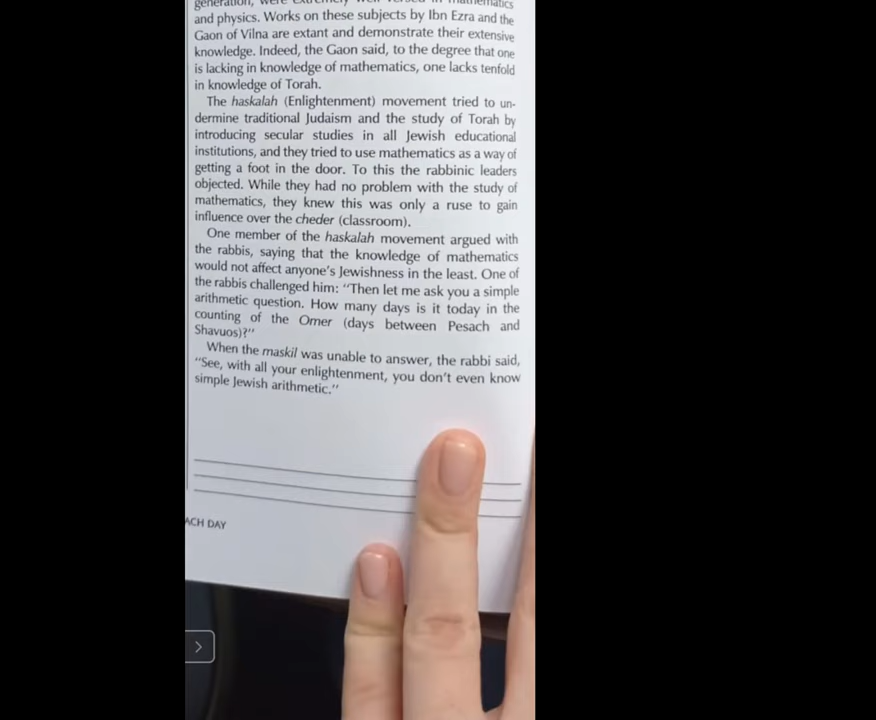 generation, were extremely well versed in mathematics
and physics. Works on these subjects by Ibn Ezra and the
Gaon of Vilna are extant and demonstrate their extensive
knowledge. Indeed, the Gaon said, to the degree that one
is lacking in knowledge of mathematics, one lacks tenfold
in knowledge of Torah.
The haskalah (Enlightenment) movement tried to un-
dermine traditional Judaism and the study of Torah by
introducing secular studies in all Jewish educational
institutions, and they tried to use mathematics as a way of
getting a foot in the door. To this the rabbinic leaders
objected. While they had no problem with the study of
mathematics, they knew this was only a ruse to gain
influence over the cheder (classroom).
One member of the haskalah movement argued with
the rabbis, saying that the knowledge of mathematics
would not affect anyone's Jewishness in the least. One of
the rabbis challenged him: "Then let me ask you a simple
arithmetic question. How many days is it today in the
counting of the Omer (days between Pesach and
Shavuos)?"
When the maskil was unable to answer, the rabbi said,
"See, with all your enlightenment, you don't even know
simple Jewish arithmetic."
ACH DAY